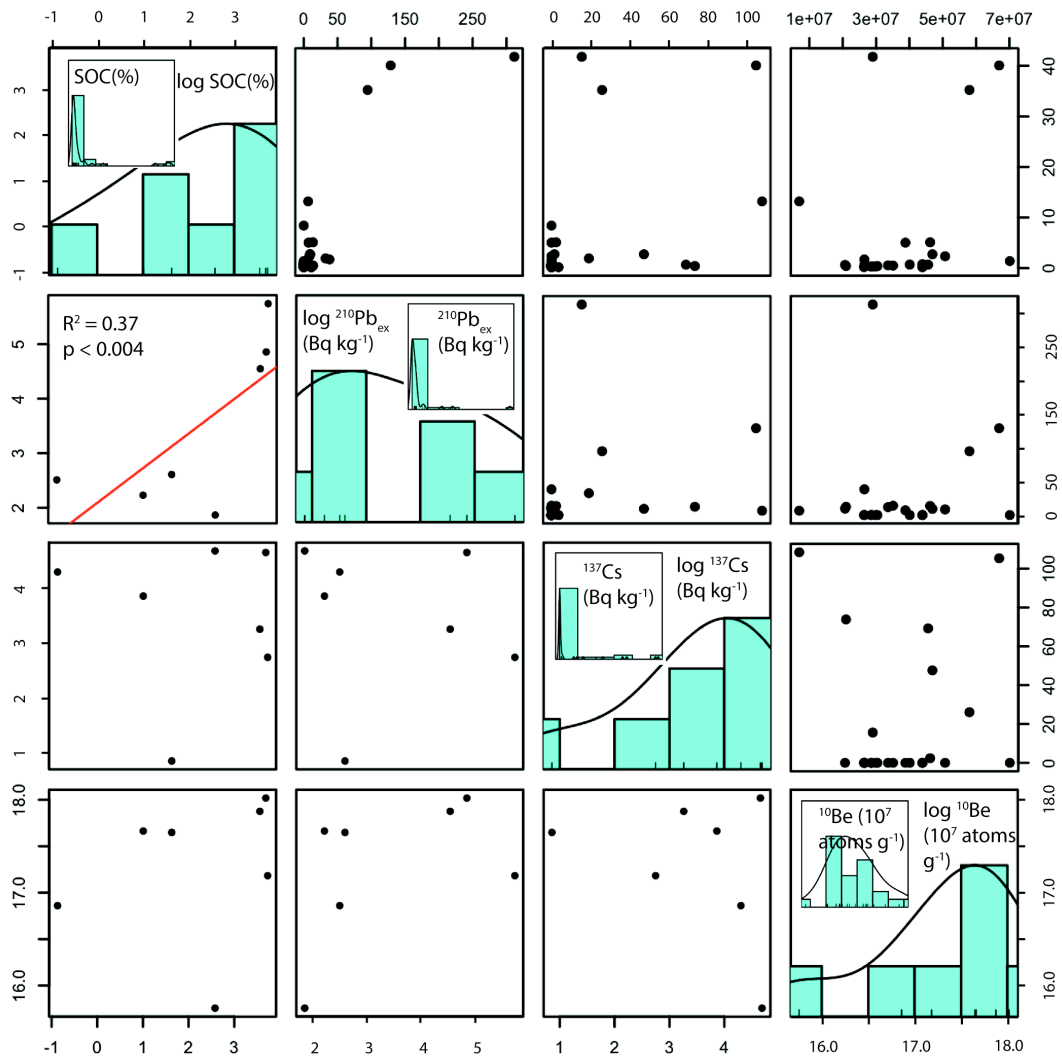 -1 0 1 2 3
0 50 150 250
0 20 40 60 80 100
1e+07 3e+07 5e+07 7e+07
SOC(%)
log SOC(%)
3
2
1
0
-1
40
30
20
10
0
R² = 0.37
p < 0.004
log ²¹⁰Pbₑₓ
(Bq kg⁻¹)
²¹⁰Pbₑₓ
(Bq kg⁻¹)
5
4
3
2
250
150
50
0
¹³⁷Cs
(Bq kg⁻¹)
log ¹³⁷Cs
(Bq kg⁻¹)
4
3
2
1
100
80
60
40
20
0
¹⁰Be (10⁷
atoms g⁻¹)
log ¹⁰Be
(10⁷ atoms
g⁻¹)
18.0
17.0
16.0
18.0
17.0
16.0
-1 0 1 2 3
2 3 4 5
1 2 3 4
16.0 17.0 18.0